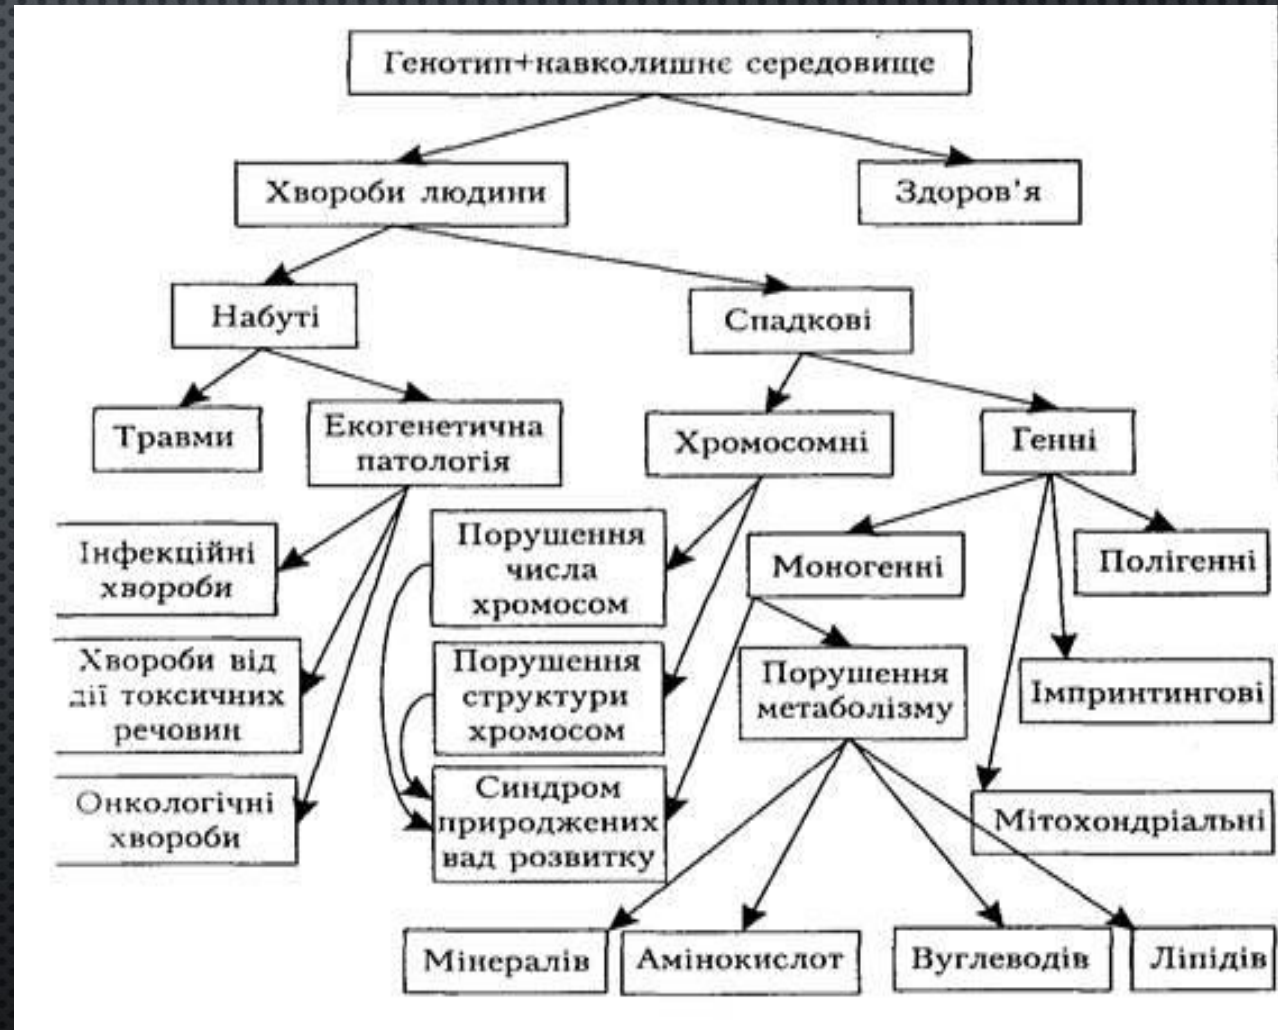 Генотип+навколишнє середовище
Хвороби людини
Здоров'я
Набуті
Спадкові
Травми
Екогенетична
патологія
Хромосомні
Генні
Інфекційні
хвороби
Порушення
числа
хромосом
Моногенні
Полігенні
Хвороби від
дії токсичних
речовин
Порушення
структури
хромосом
Порушення
метаболізму
Імпринтингові
Онкологічні
хвороби
Синдром
природжених
вад розвитку
Мітохондріальні
Мінералів
Амінокислот
Вуглеводів
Ліпідів